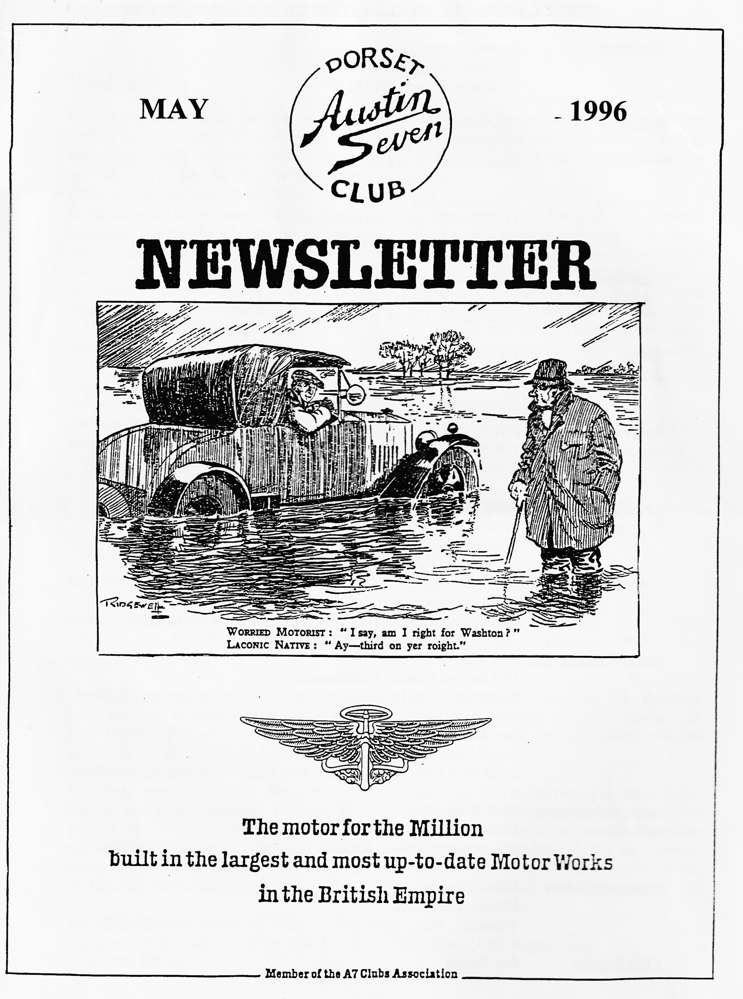 DORSET
Austin
Seven
CLUB
MAY
- 1996
NEWSLETTER
RIDGEWELL
WORRIED MOTORIST : " I say, am I right for Washton ? "
LACONIC NATIVE : " Ay—third on yer roight."
The motor for the Million
built in the largest and most up-to-date Motor Works
in the British Empire
Member of the A7 Clubs Association